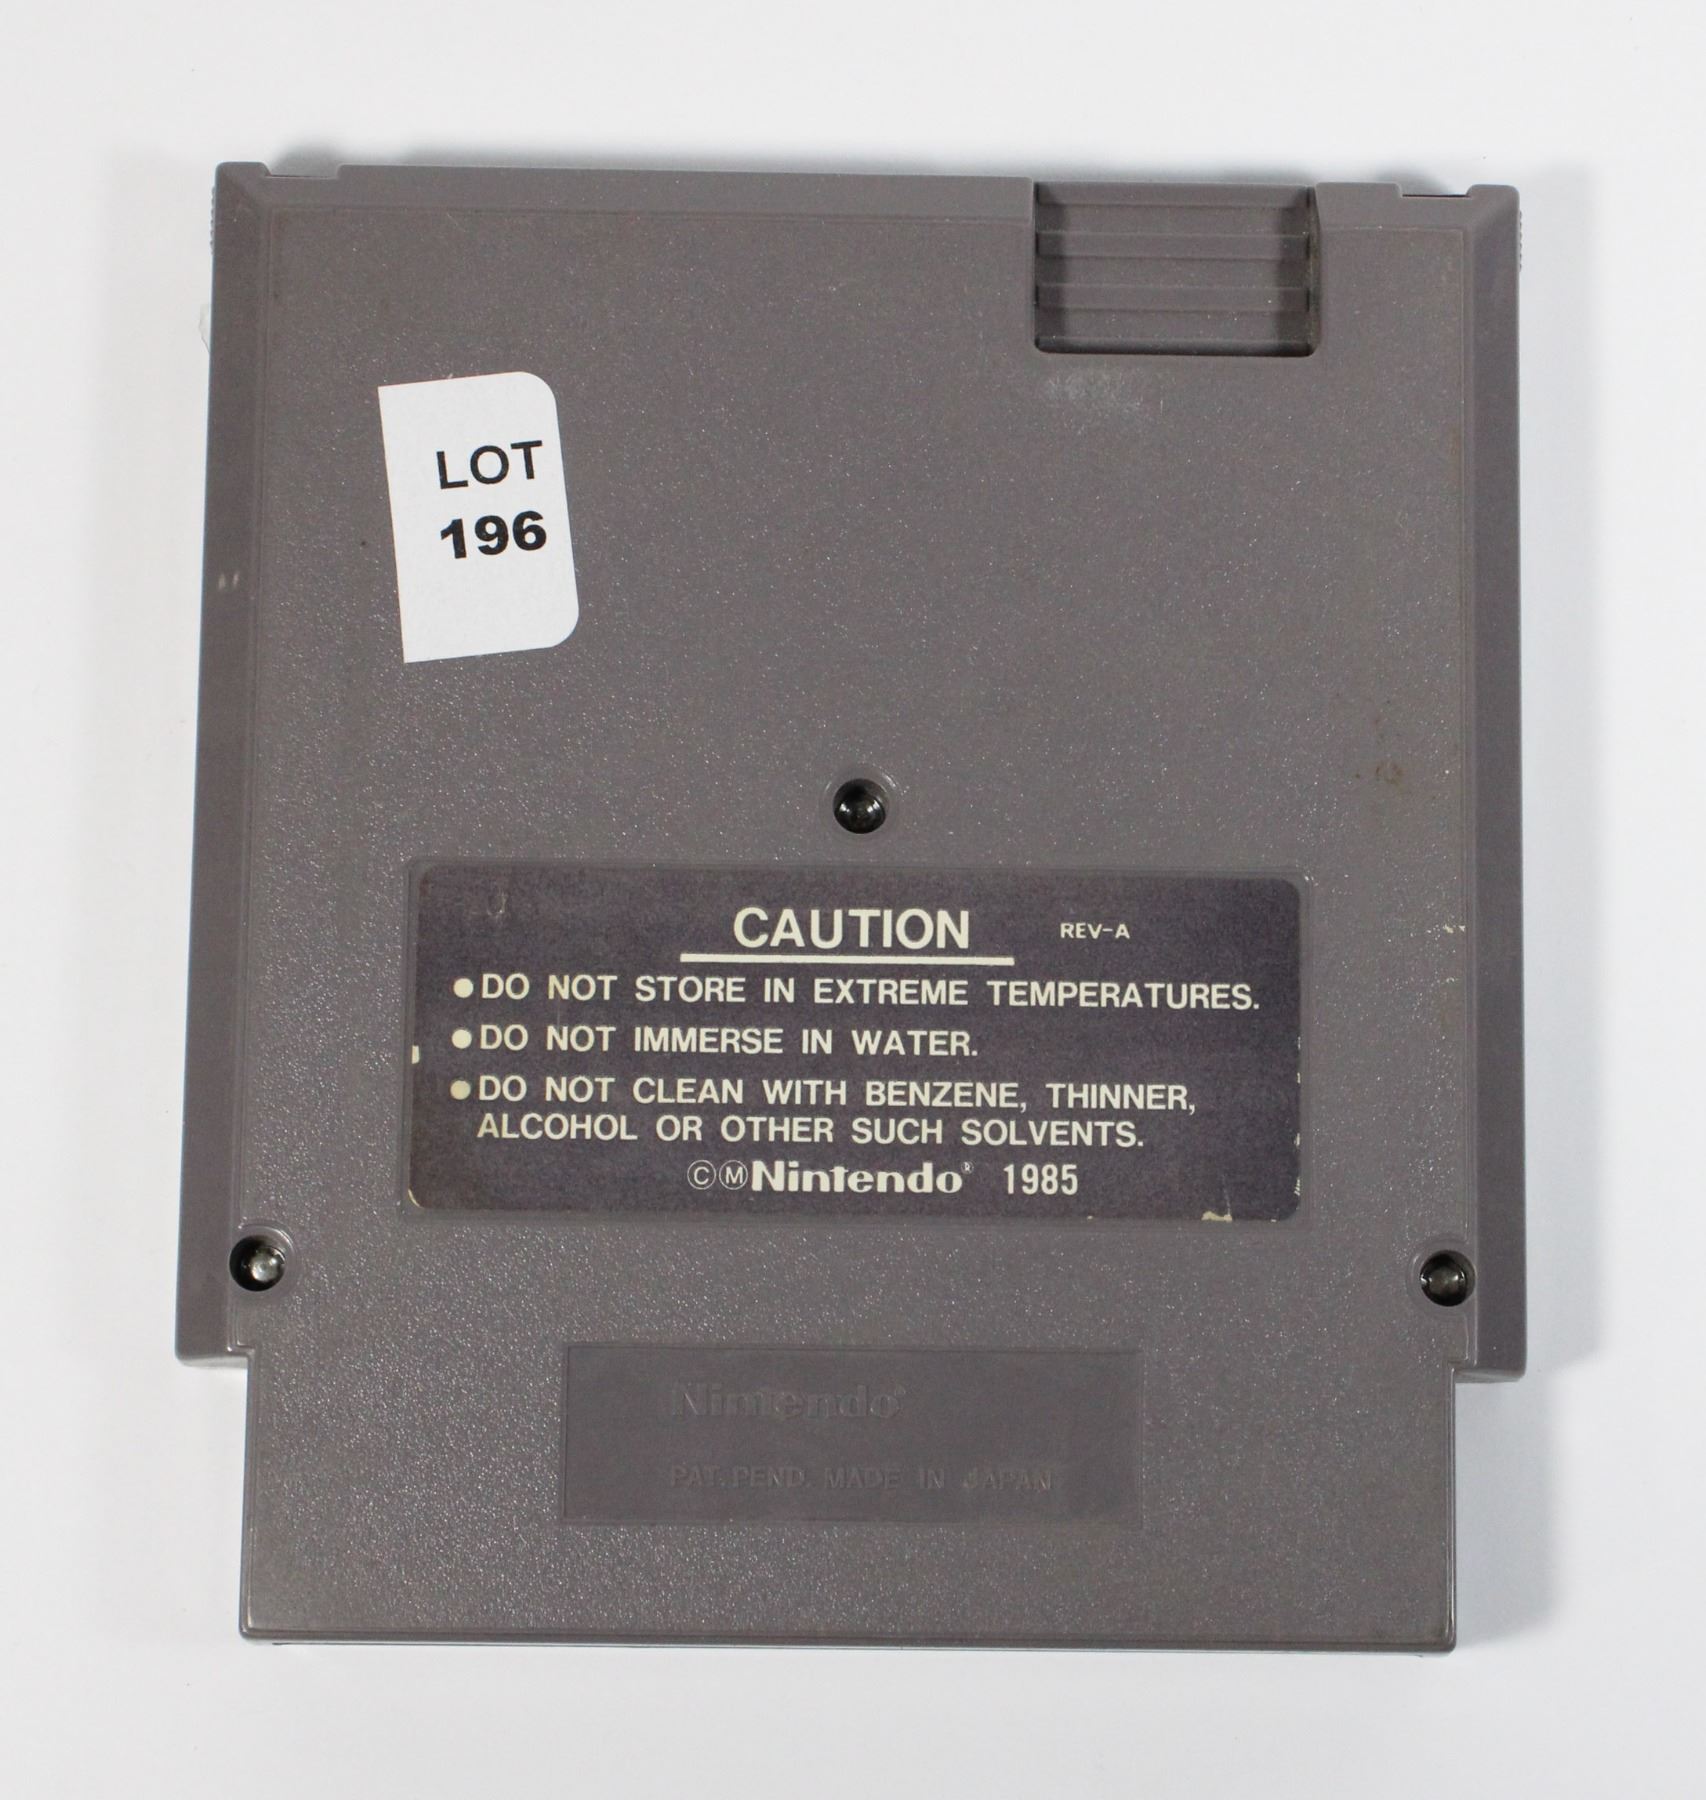 LOT
196
CAUTION REV-A
●DO NOT STORE IN EXTREME TEMPERATURES.
●DO NOT IMMERSE IN WATER.
●DO NOT CLEAN WITH BENZENE, THINNER,
ALCOHOL OR OTHER SUCH SOLVENTS.
ⒸⓂNintendo® 1985
Nintendo®
PAT. PEND. MADE IN JAPAN